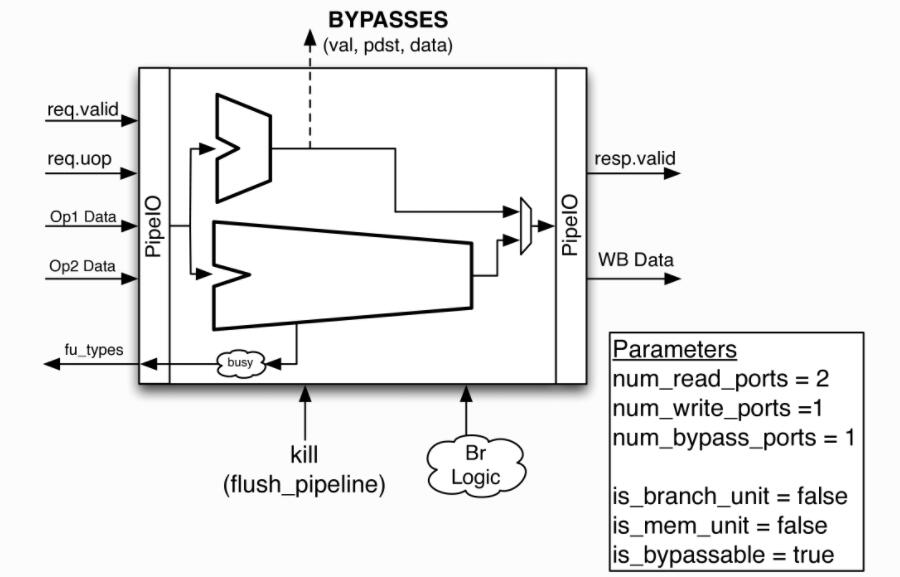 BYPASSES
(val, pdst, data)
req.valid
req.uop
Op1 Data
Op2 Data
fu_types
PipeIO
busy
PipeIO
resp.valid
WB Data
kill
(flush_pipeline)
Br
Logic
Parameters
num_read_ports = 2
num_write_ports =1
num_bypass_ports = 1
is_branch_unit = false
is_mem_unit = false
is_bypassable = true